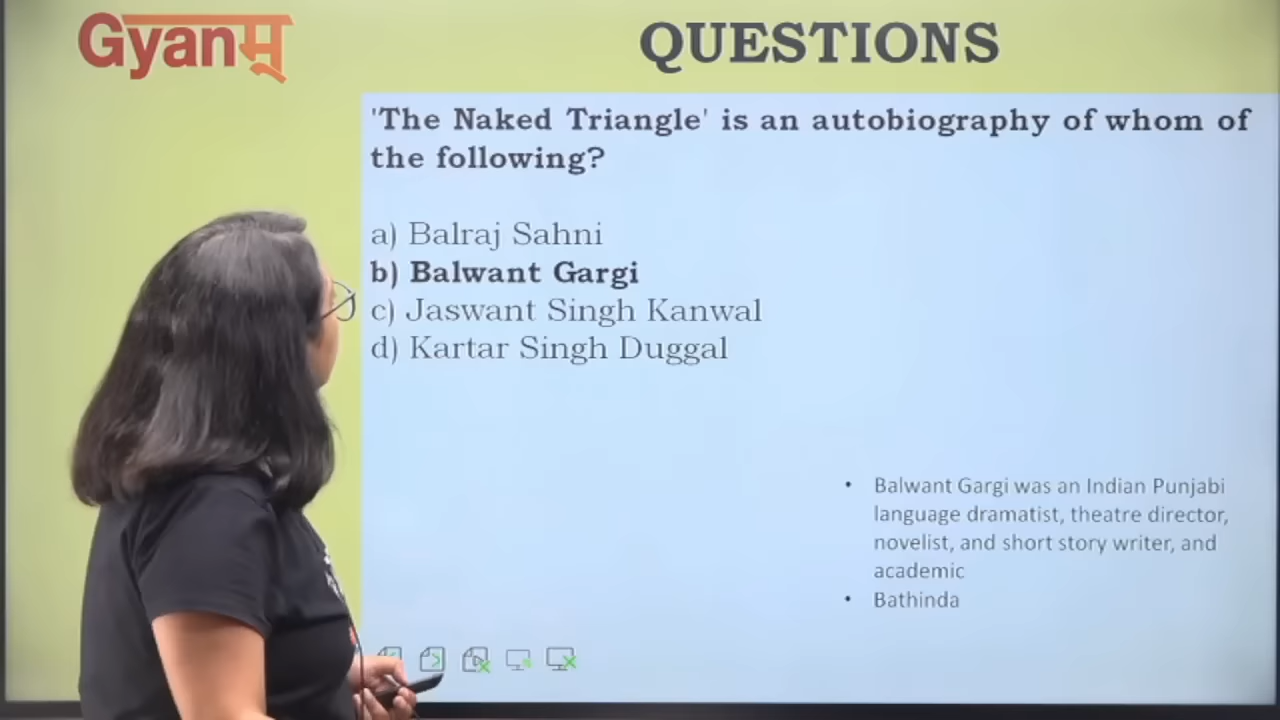 Gyanम्
QUESTIONS
'The Naked Triangle' is an autobiography of whom of
the following?
a) Balraj Sahni
b) Balwant Gargi
c) Jaswant Singh Kanwal
d) Kartar Singh Duggal
• Balwant Gargi was an Indian Punjabi
language dramatist, theatre director,
novelist, and short story writer, and
academic
• Bathinda